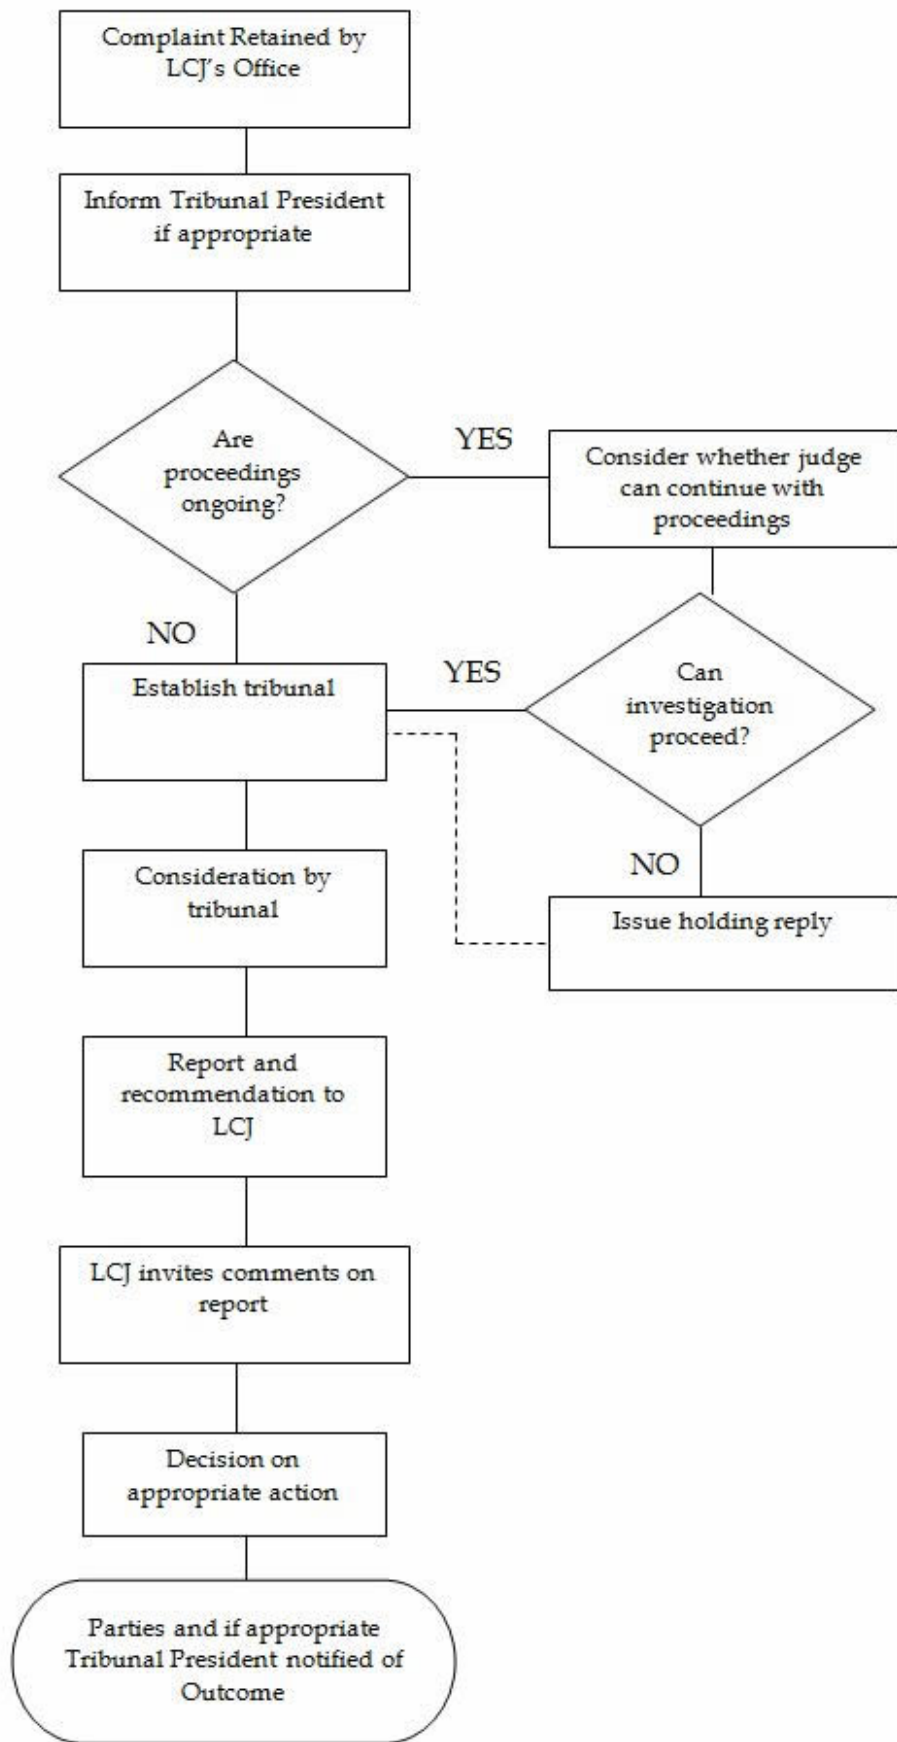 Complaint Retained by
LCJ's Office
Inform Tribunal President
if appropriate
Are
proceedings
ongoing?
YES
Consider whether judge
can continue with
proceedings
NO
Establish tribunal
YES
Can
investigation
proceed?
NO
Issue holding reply
Consideration by
tribunal
Report and
recommendation to
LCJ
LCJ invites comments on
report
Decision on
appropriate action
Parties and if appropriate
Tribunal President notified of
Outcome